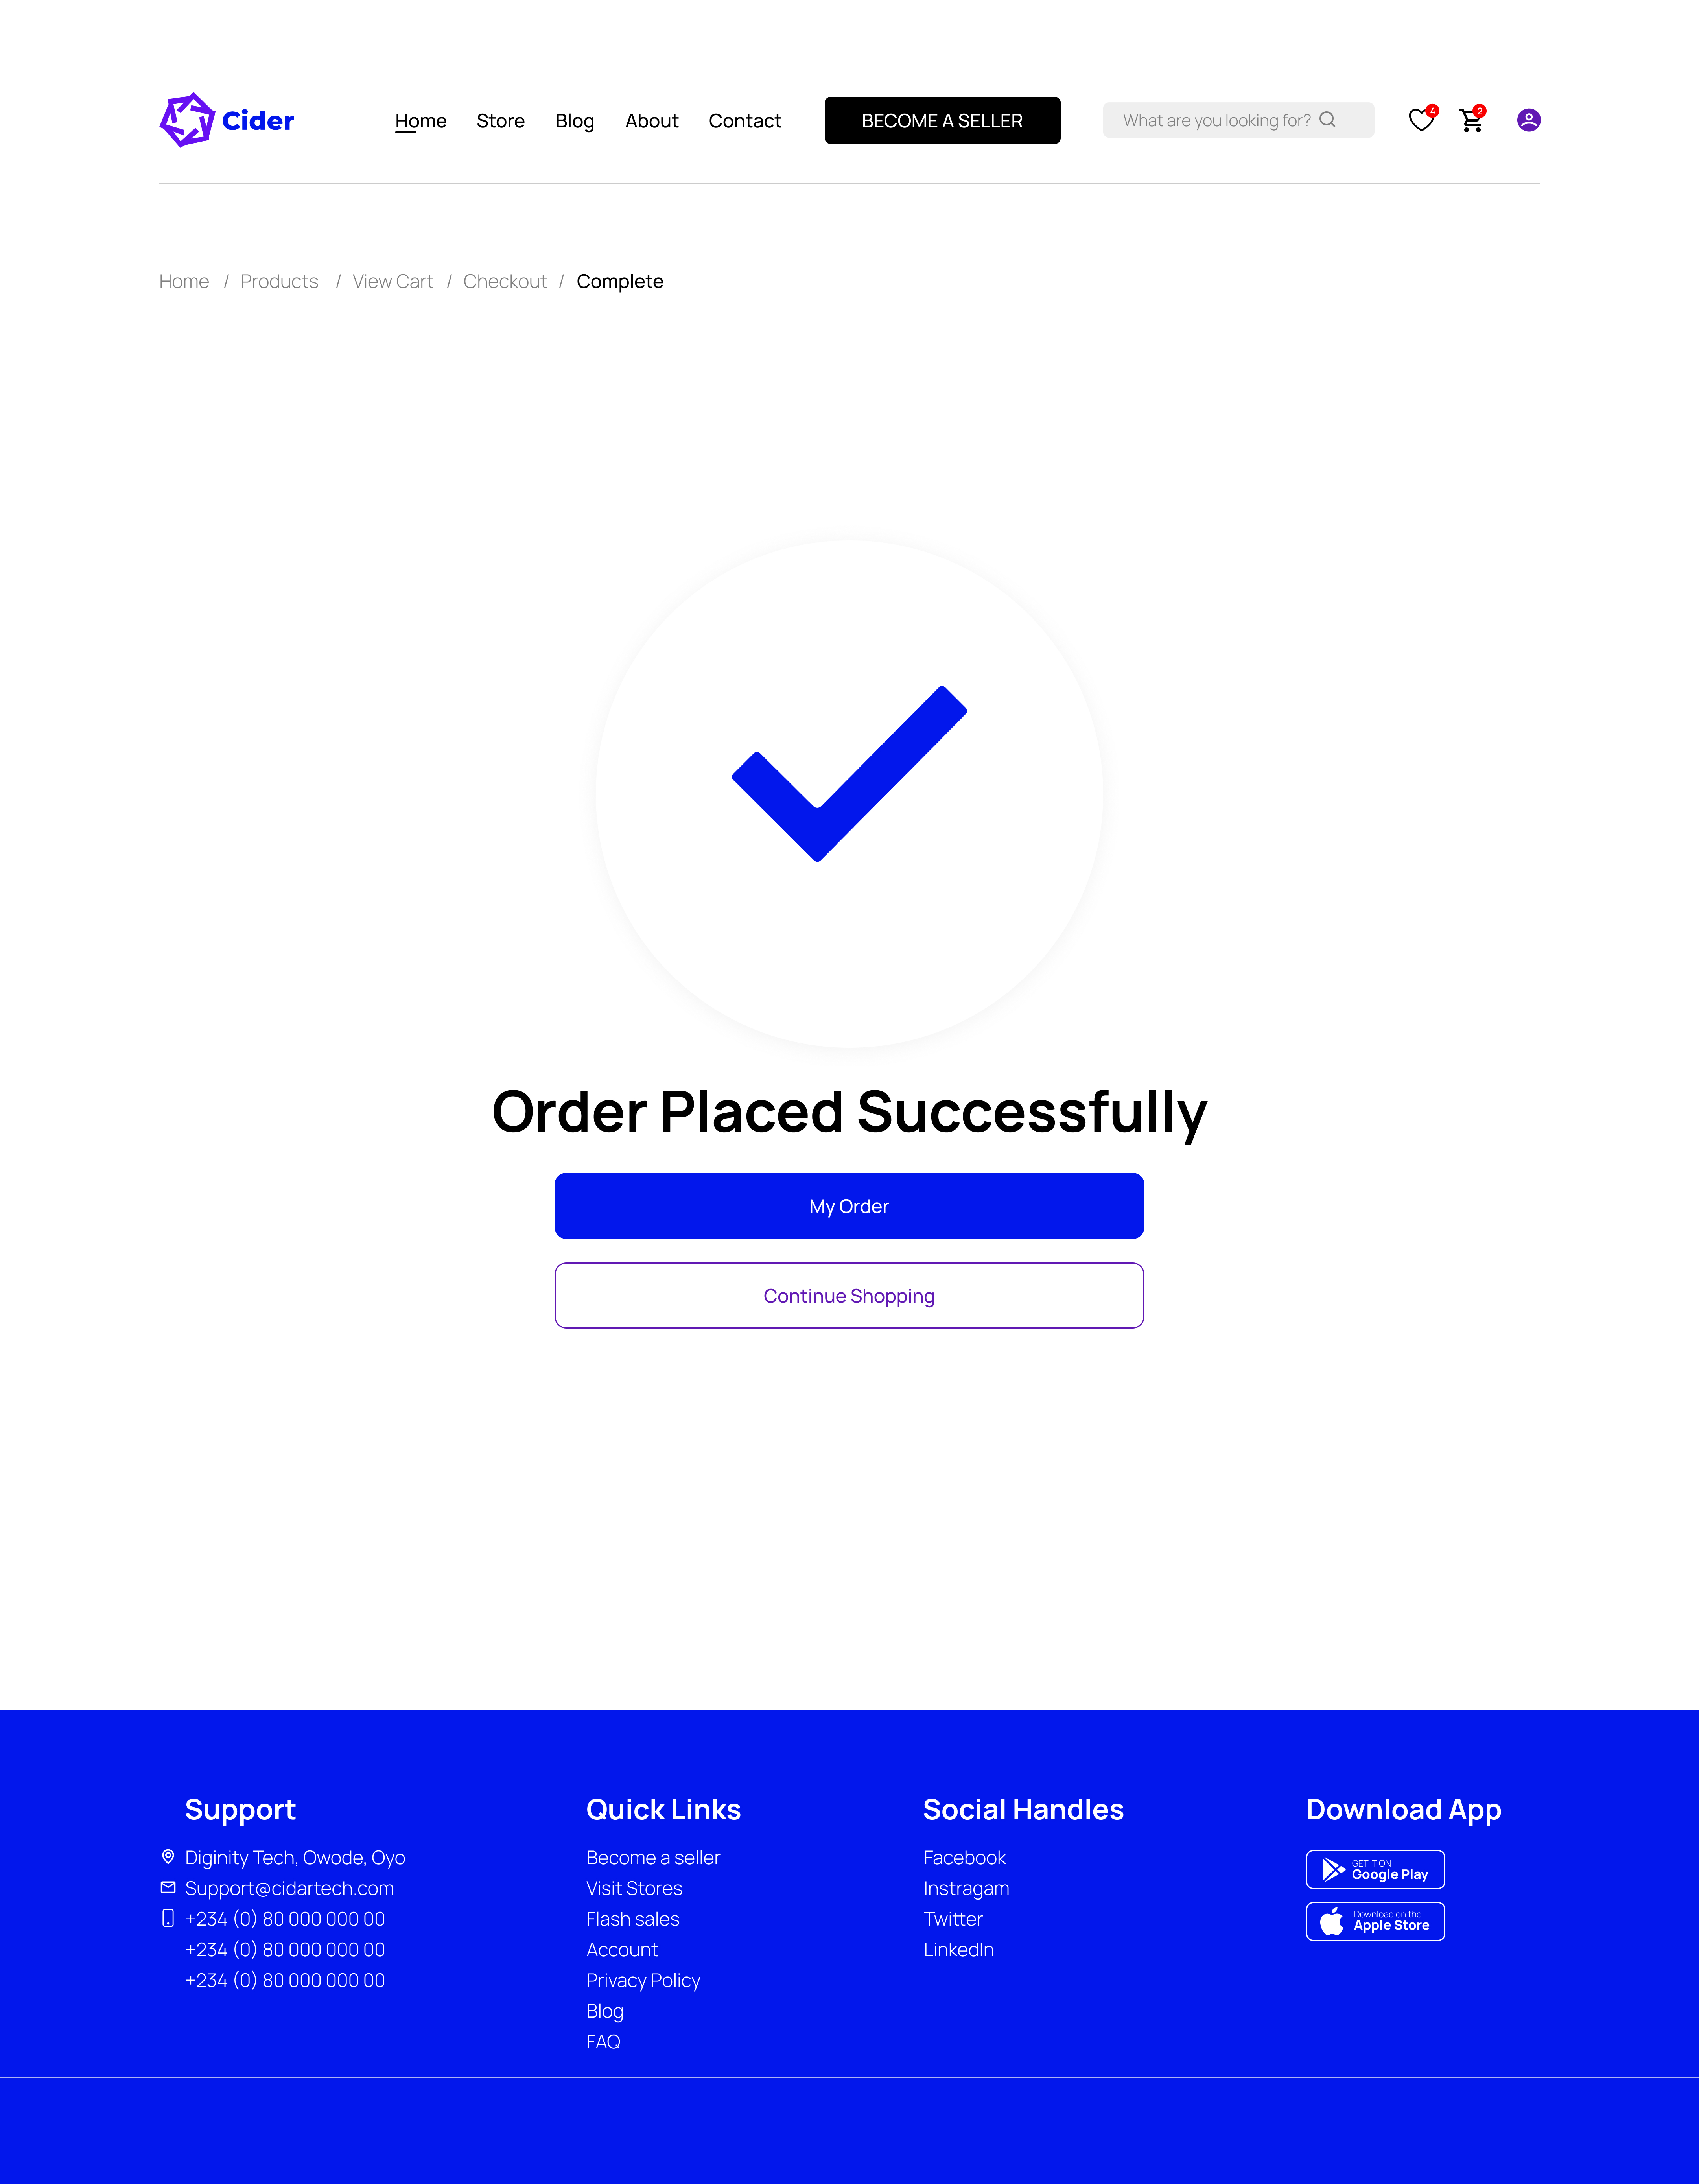 Cider
Home Store Blog About Contact BECOME A SELLER What are you looking for? 4 2
Home / Products / View Cart / Checkout / Complete
Order Placed Successfully
My Order
Continue Shopping
Support
Diginity Tech, Owode, Oyo
Support@cidartech.com
+234 (0) 80 000 000 00
+234 (0) 80 000 000 00
+234 (0) 80 000 000 00
Quick Links
Become a seller
Visit Stores
Flash sales
Account
Privacy Policy
Blog
FAQ
Social Handles
Facebook
Instragam
Twitter
LinkedIn
Download App
GET IT ON
Google Play
Download on the
Apple Store